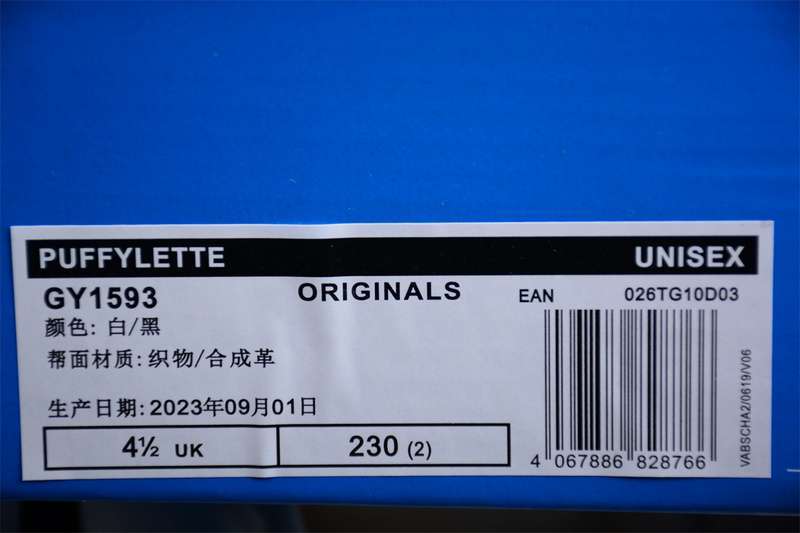 PUFFYLETTE UNISEX
GY1593 ORIGINALS EAN 026TG10D03
颜色: 白/黑
帮面材质: 织物/合成革
生产日期: 2023年09月01日
4½ UK 230 (2)
4 067886 828766
VABSCHA2/0619/V06